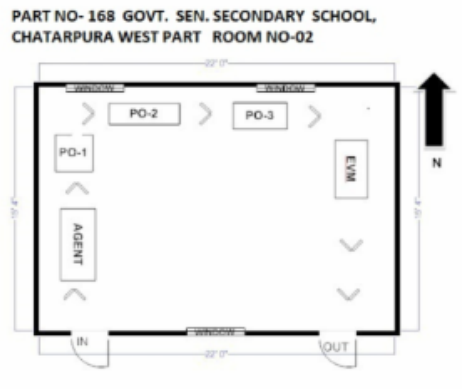 PART NO- 168 GOVT. SEN. SECONDARY SCHOOL,
CHATARPURA WEST PART ROOM NO-02
22' 0"
WINDOW
WINDOW
PO-2
PO-3
PO-1
EVM
N
AGENT
WINDOW
IN
OUT
22' 0"